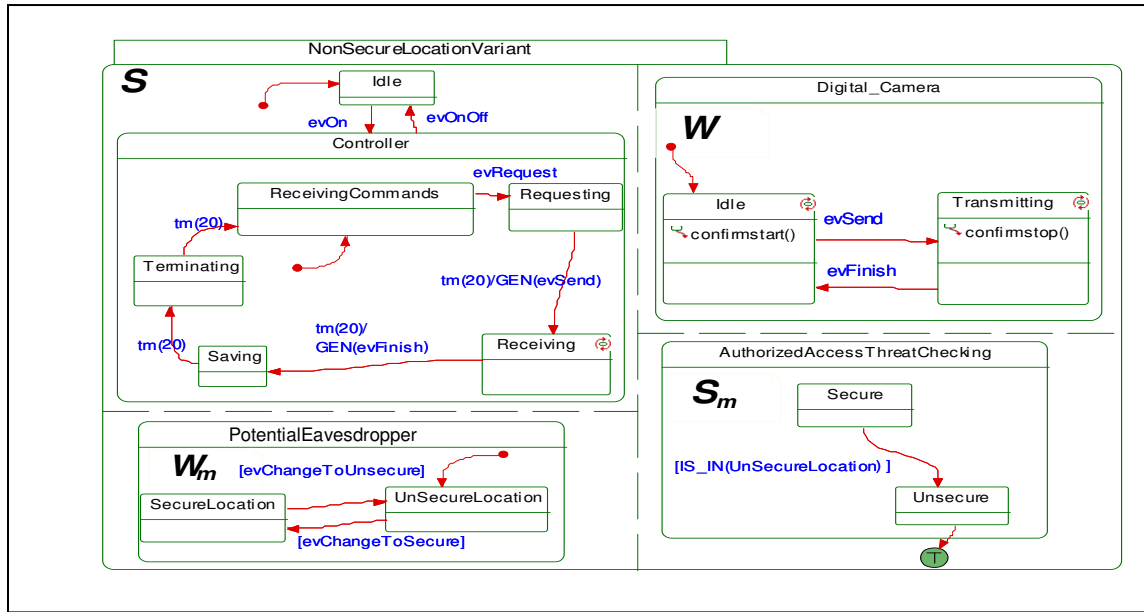 NonSecureLocationVariant
S
Idle
evOn
evOnOff
Controller
ReceivingCommands
evRequest
Requesting
tm(20)
Terminating
tm(20)/GEN(evSend)
tm(20)/
GEN(evFinish)
tm(20)
Saving
Receiving
Digital_Camera
W
Idle
confirmstart()
evSend
evFinish
Transmitting
confirmstop()
PotentialEavesdropper
Wm
[evChangeToUnsecure]
SecureLocation
UnSecureLocation
[evChangeToSecure]
AuthorizedAccessThreatChecking
Sm
Secure
[IS_IN(UnSecureLocation) ]
Unsecure
T